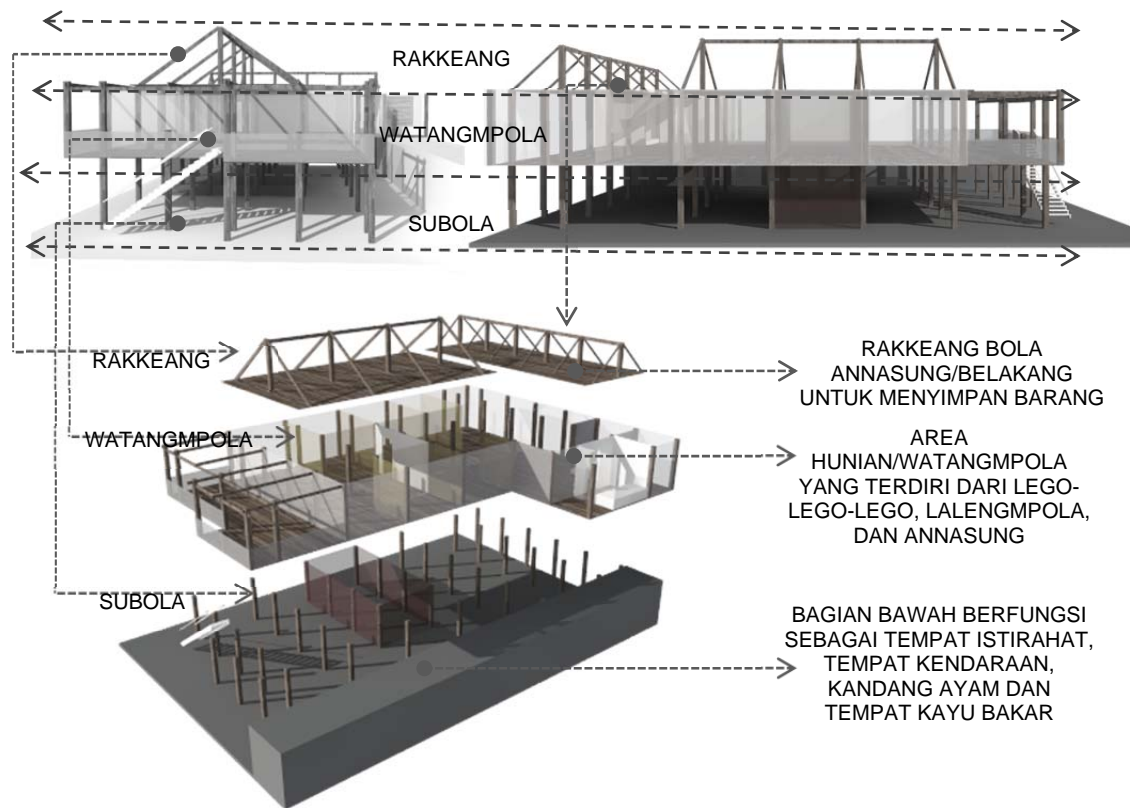 RAKKEANG
WATANGMPOLA
SUBOLA
RAKKEANG
WATANGMPOLA
SUBOLA
RAKKEANG BOLA
ANNASUNG/BELAKANG
UNTUK MENYIMPAN BARANG
AREA
HUNIAN/WATANGMPOLA
YANG TERDIRI DARI LEGO-
LEGO-LEGO, LALENGMPOLA,
DAN ANNASUNG
BAGIAN BAWAH BERFUNGSI
SEBAGAI TEMPAT ISTIRAHAT,
TEMPAT KENDARAAN,
KANDANG AYAM DAN
TEMPAT KAYU BAKAR